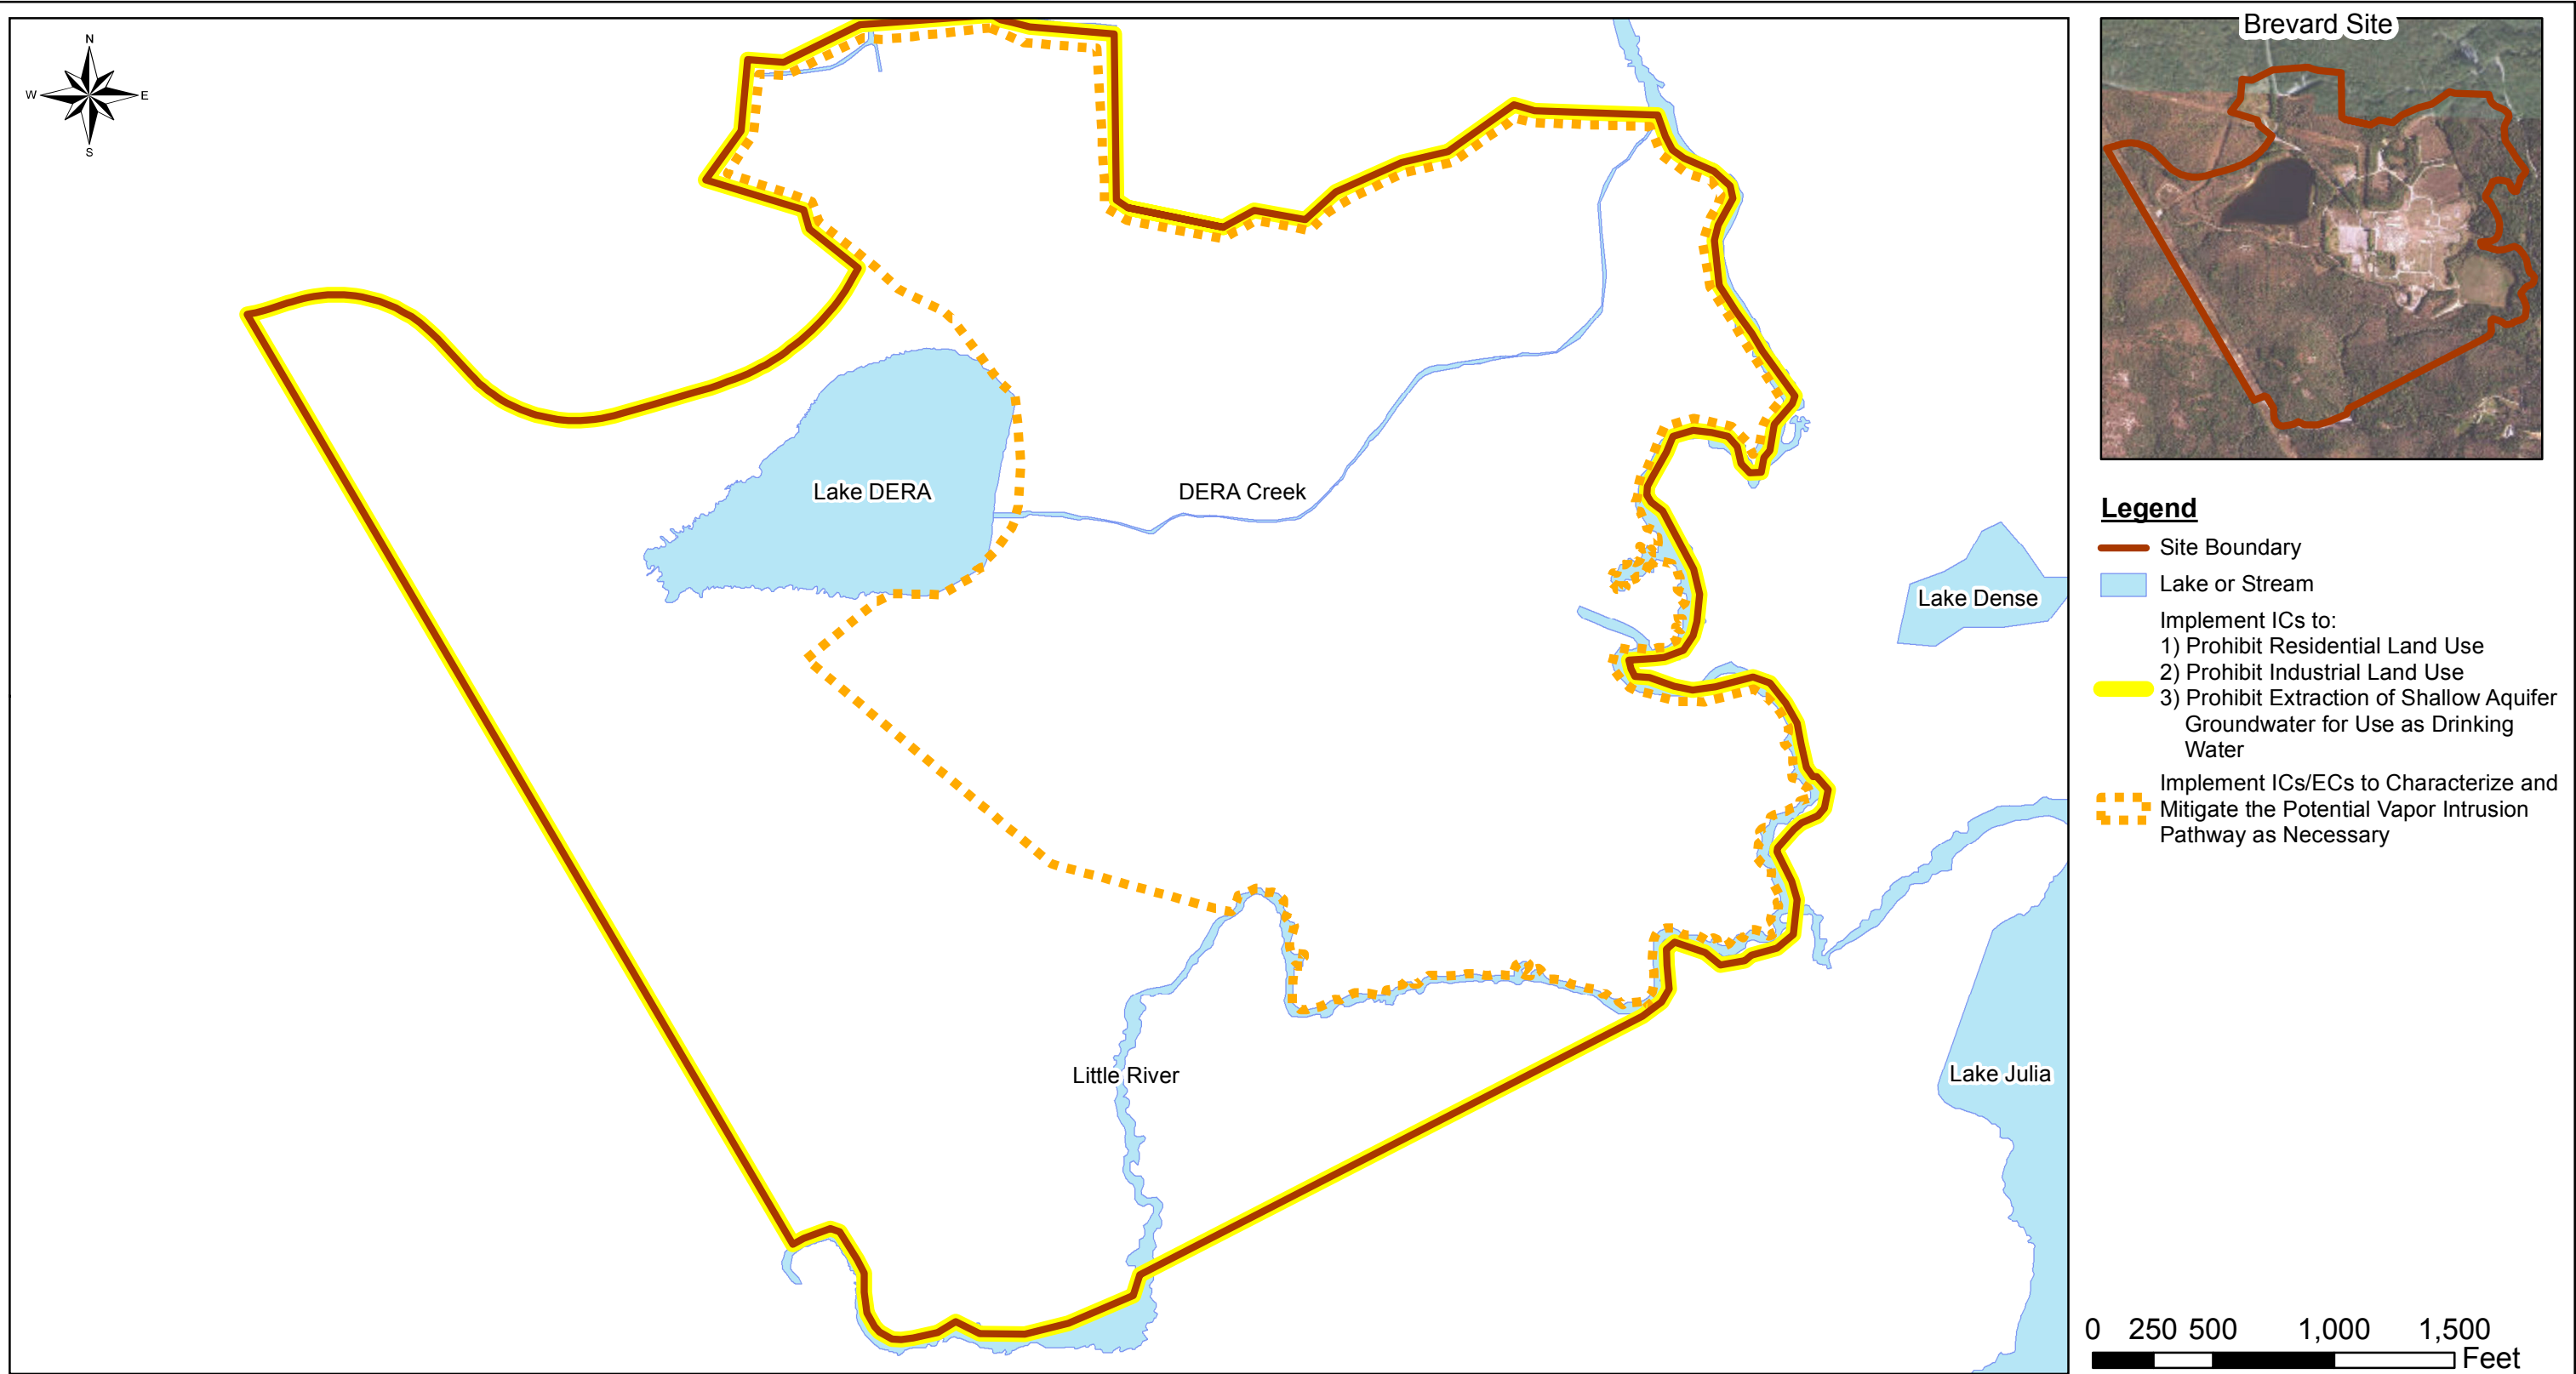 N
W
E
S
Lake DERA
DERA Creek
Lake Dense
Little River
Lake Julia
Brevard Site
Legend
Site Boundary
Lake or Stream
Implement ICs to:
1) Prohibit Residential Land Use
2) Prohibit Industrial Land Use
3) Prohibit Extraction of Shallow Aquifer
Groundwater for Use as Drinking
Water
Implement ICs/ECs to Characterize and
Mitigate the Potential Vapor Intrusion
Pathway as Necessary
0 250 500 1,000 1,500
Feet